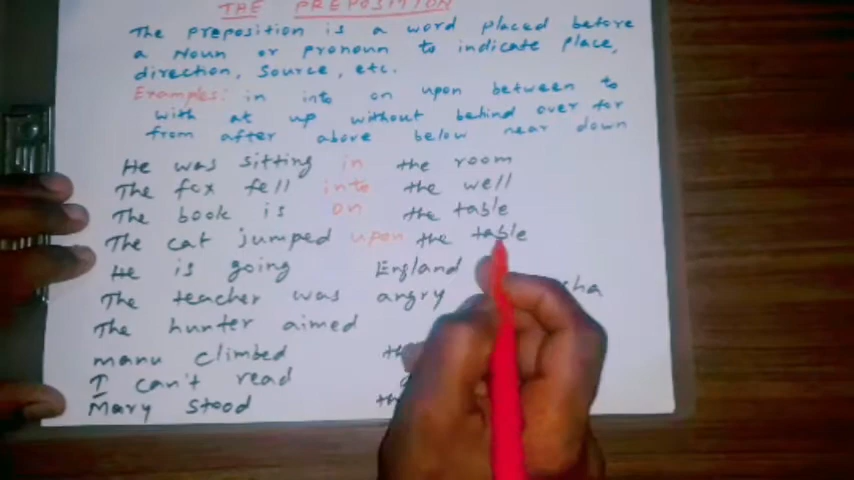 THE PREPOSITION
The preposition is a word placed before
a Noun or pronoun to indicate place,
direction, source, etc.
Examples: in into on upon between to
with at up without behind over for
from after above below near down
He was sitting in the room
The fox fell into the well
The book is on the table
The cat jumped upon the table
He is going England
The teacher was angry
The hunter aimed
manu climbed
I can't read
Mary stood